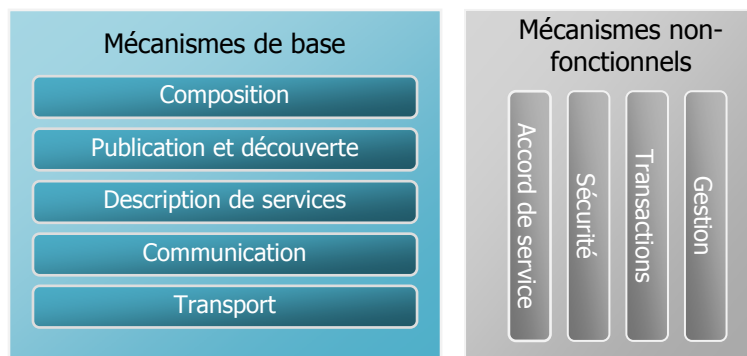 Mécanismes de base
Composition
Publication et découverte
Description de services
Communication
Transport
Mécanismes non-
fonctionnels
Accord de service
Sécurité
Transactions
Gestion